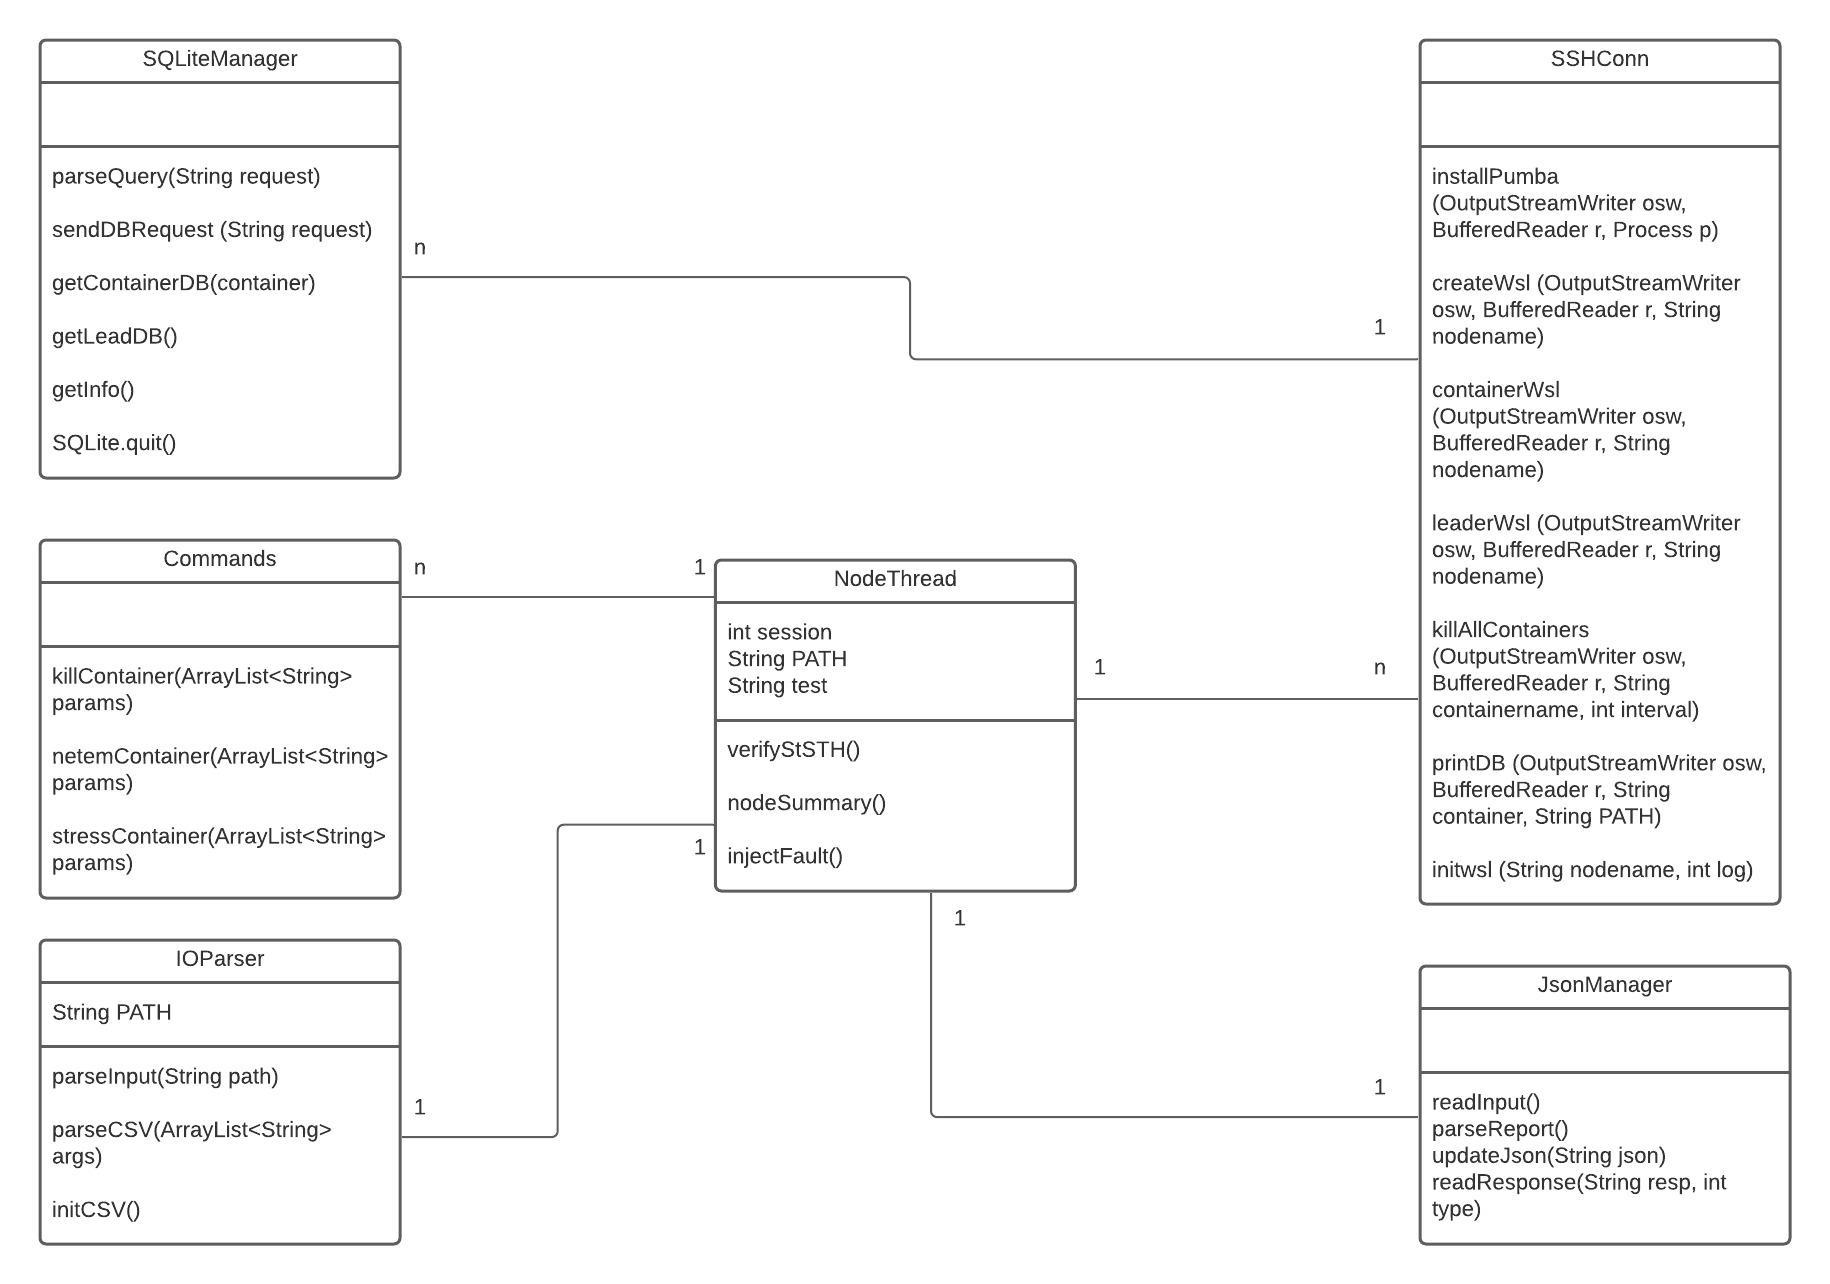 SQLiteManager
parseQuery(String request)
sendDBRequest (String request)
getContainerDB(container)
getLeadDB()
getInfo()
SQLite.quit()
n
1
SSHConn
installPumba
(OutputStreamWriter osw,
BufferedReader r, Process p)
createWsl (OutputStreamWriter
osw, BufferedReader r, String
nodename)
containerWsl
(OutputStreamWriter osw,
BufferedReader r, String
nodename)
leaderWsl (OutputStreamWriter
osw, BufferedReader r, String
nodename)
killAllContainers
(OutputStreamWriter osw,
BufferedReader r, String
containername, int interval)
printDB (OutputStreamWriter osw,
BufferedReader r, String
container, String PATH)
initwsl (String nodename, int log)
Commands
killContainer(ArrayList<String>
params)
netemContainer(ArrayList<String>
params)
stressContainer(ArrayList<String>
params)
n
1
NodeThread
int session
String PATH
String test
verifyStSTH()
nodeSummary()
injectFault()
1
n
1
1
IOParser
String PATH
parseInput(String path)
parseCSV(ArrayList<String>
args)
initCSV()
1
1
JsonManager
readInput()
parseReport()
updateJson(String json)
readResponse(String resp, int
type)